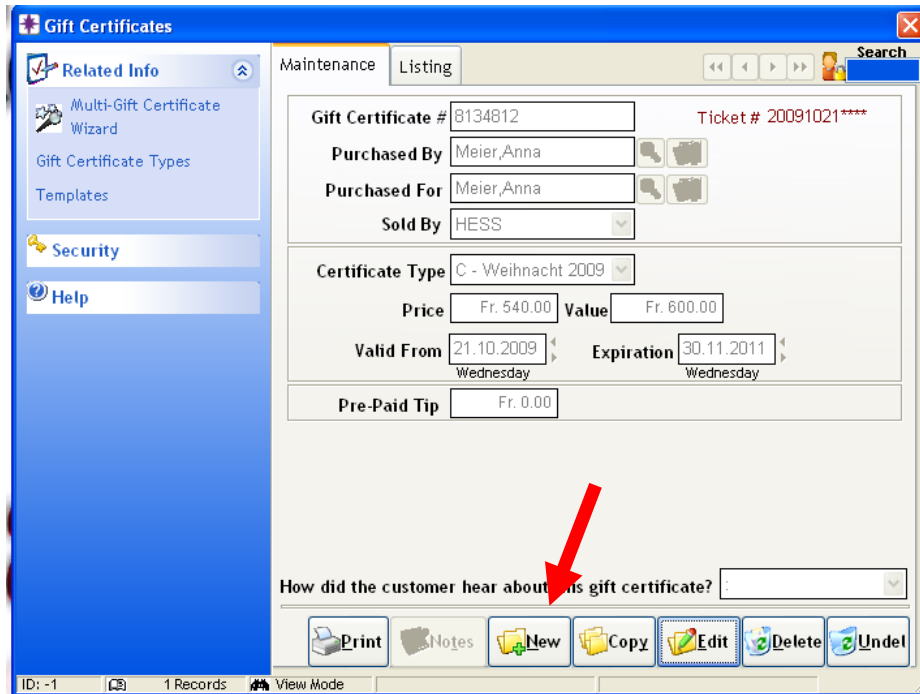 Gift Certificates
Related Info
Multi-Gift Certificate
Wizard
Gift Certificate Types
Templates
Security
Help
Maintenance
Listing
Search
Gift Certificate # 8134812
Ticket # 20091021****
Purchased By Meier,Anna
Purchased For Meier,Anna
Sold By HESS
Certificate Type C - Weihnacht 2009
Price Fr. 540.00 Value Fr. 600.00
Valid From 21.10.2009 Expiration 30.11.2011
Wednesday Wednesday
Pre-Paid Tip Fr. 0.00
How did the customer hear about his gift certificate? :
Print Notes New Copy Edit Delete Undel
ID: -1 1 Records View Mode